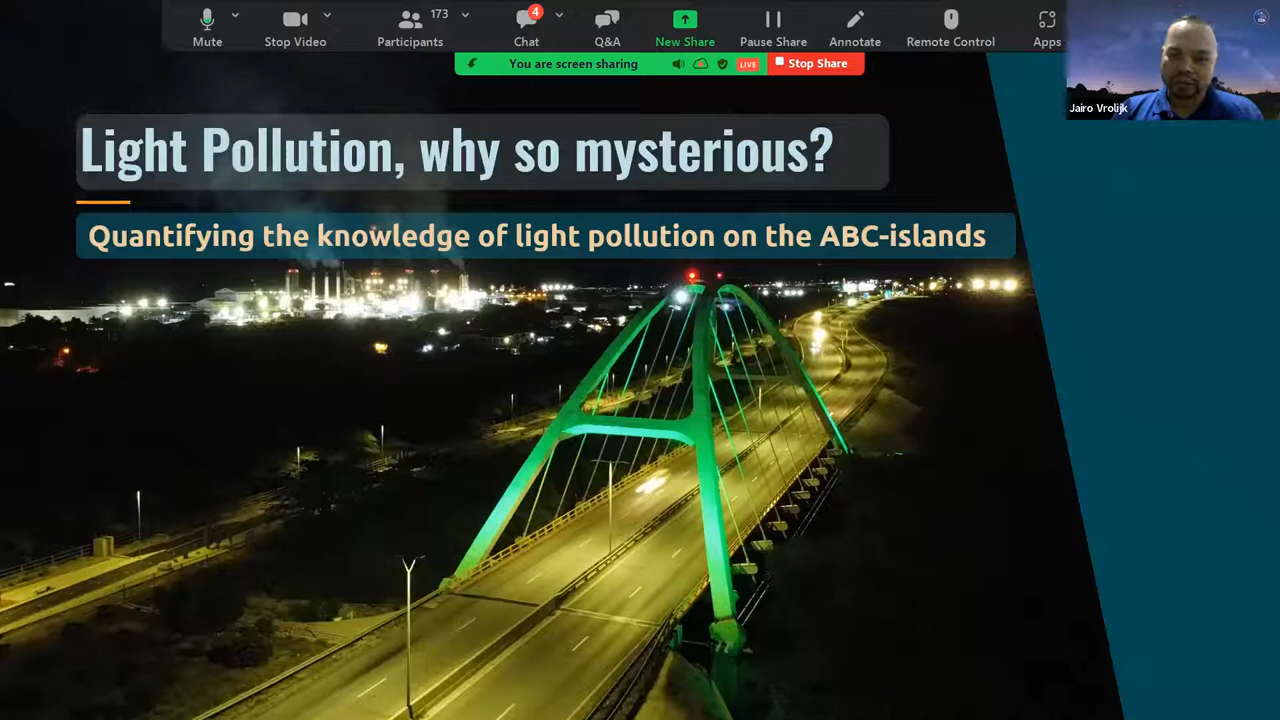 173
4
Mute
Stop Video
Participants
Chat
Q&A
New Share
Pause Share
Annotate
Remote Control
Apps
You are screen sharing
LIVE
Stop Share
Jairo Vrolijk
Light Pollution, why so mysterious?
Quantifying the knowledge of light pollution on the ABC-islands